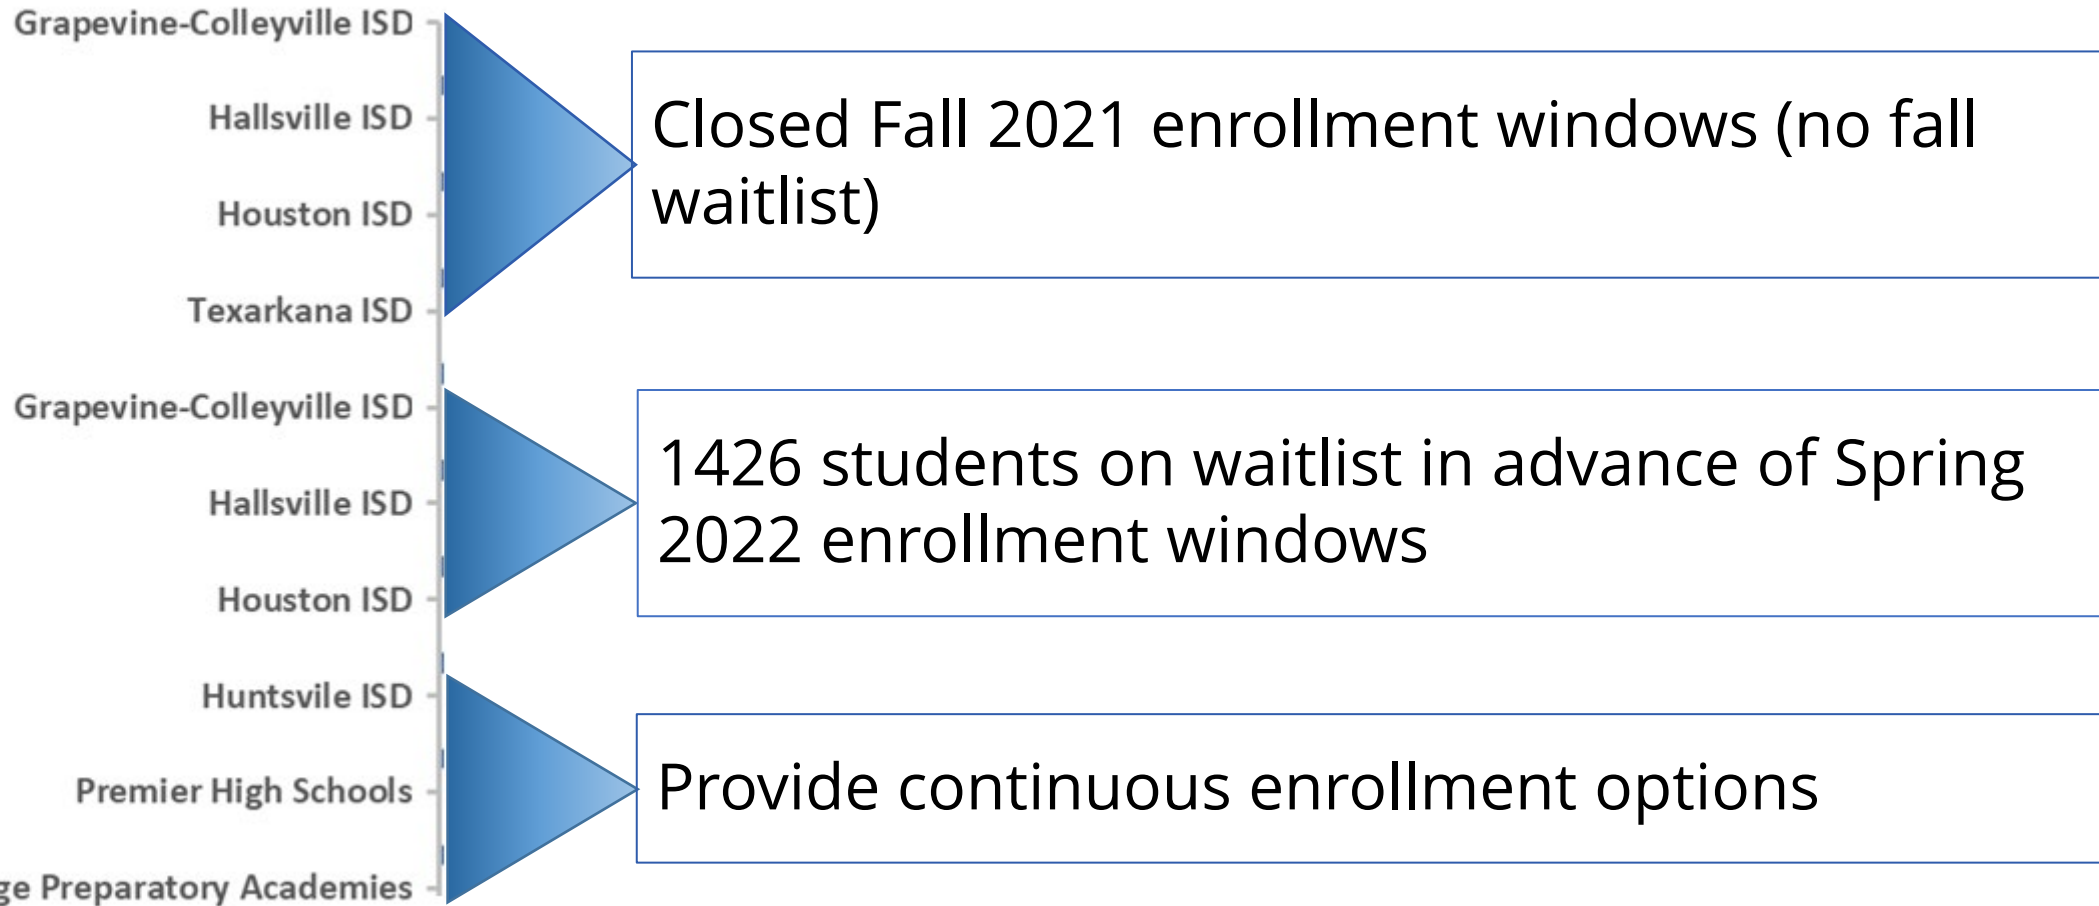 Grapevine-Colleyville ISD
Hallsville ISD
Houston ISD
Texarkana ISD
Closed Fall 2021 enrollment windows (no fall
waitlist)
Grapevine-Colleyville ISD
Hallsville ISD
Houston ISD
1426 students on waitlist in advance of Spring
2022 enrollment windows
Huntsvile ISD
Premier High Schools
Preparatory Academies
Provide continuous enrollment options